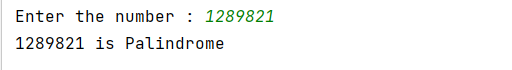 Enter the number : 1289821
1289821 is Palindrome